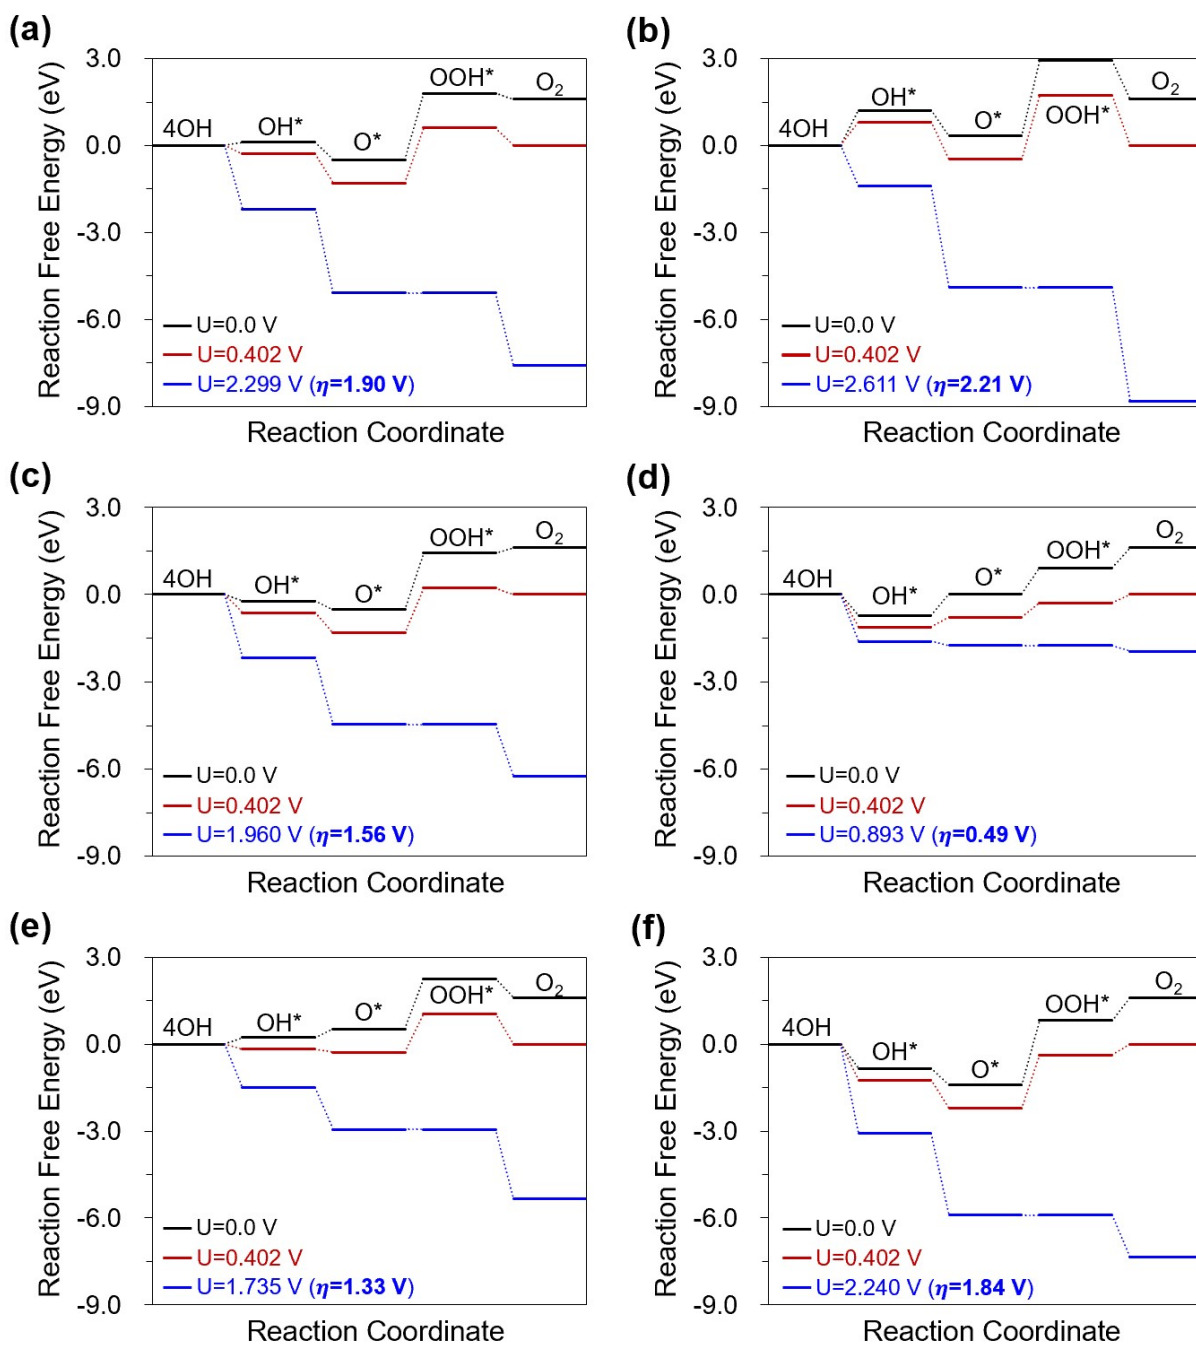 (a)
Reaction Free Energy (eV)
3.0
0.0
-3.0
-6.0
-9.0
4OH
OH*
O*
OOH*
O2
U=0.0 V
U=0.402 V
U=2.299 V (η=1.90 V)
Reaction Coordinate
(b)
Reaction Free Energy (eV)
3.0
0.0
-3.0
-6.0
-9.0
4OH
OH*
O*
OOH*
O2
U=0.0 V
U=0.402 V
U=2.611 V (η=2.21 V)
Reaction Coordinate
(c)
Reaction Free Energy (eV)
3.0
0.0
-3.0
-6.0
-9.0
4OH
OH*
O*
OOH*
O2
U=0.0 V
U=0.402 V
U=1.960 V (η=1.56 V)
Reaction Coordinate
(d)
Reaction Free Energy (eV)
3.0
0.0
-3.0
-6.0
-9.0
4OH
OH*
O*
OOH*
O2
U=0.0 V
U=0.402 V
U=0.893 V (η=0.49 V)
Reaction Coordinate
(e)
Reaction Free Energy (eV)
3.0
0.0
-3.0
-6.0
-9.0
4OH
OH*
O*
OOH*
O2
U=0.0 V
U=0.402 V
U=1.735 V (η=1.33 V)
Reaction Coordinate
(f)
Reaction Free Energy (eV)
3.0
0.0
-3.0
-6.0
-9.0
4OH
OH*
O*
OOH*
O2
U=0.0 V
U=0.402 V
U=2.240 V (η=1.84 V)
Reaction Coordinate